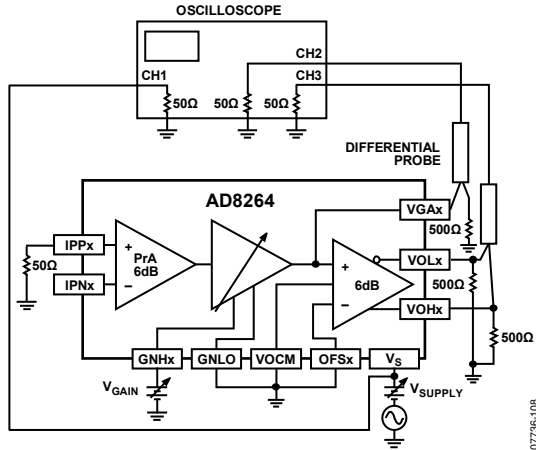 OSCILLOSCOPE
CH2
CH1 CH3
50Ω 50Ω 50Ω
DIFFERENTIAL
PROBE
AD8264
VGAx
500Ω
IPPx
+
PrA
6dB
–
50Ω
IPNx
+
6dB
–
VOLx
500Ω
VOHx
500Ω
GNHx GNLO VOCM OFSx VS
VGAIN
VSUPPLY
07736-108